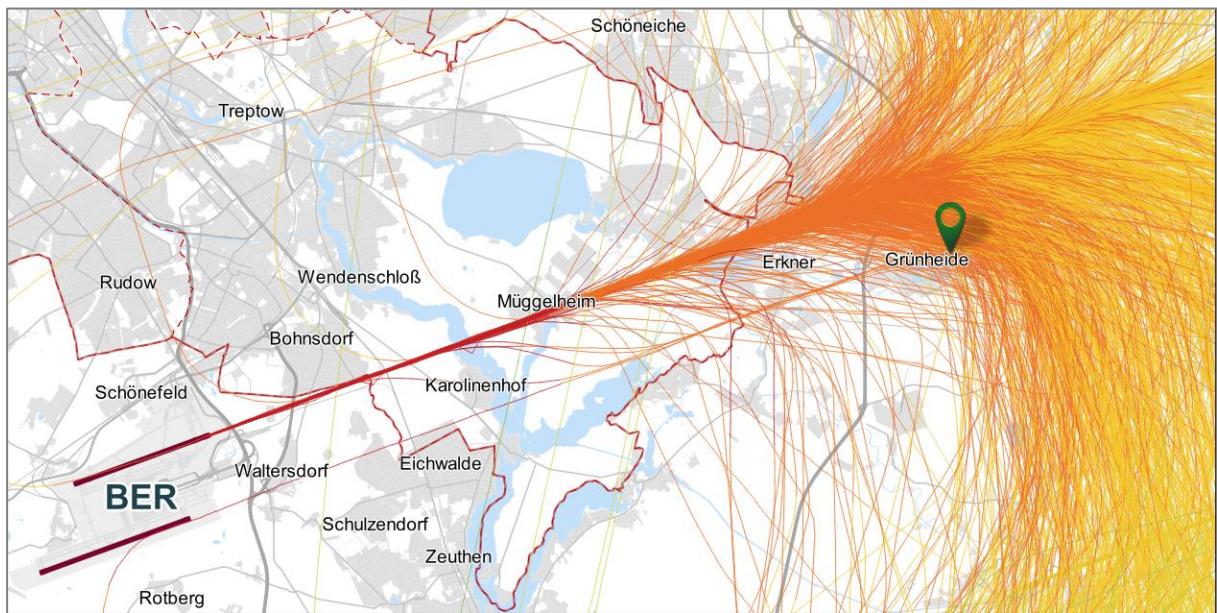 Schöneiche
Treptow
Wendenschloß
Rudow
Erkner
Grünheide
Müggelheim
Bohnsdorf
Schönefeld
Karolinenhof
Waltersdorf
Eichwalde
BER
Schulzendorf
Zeuthen
Rotberg